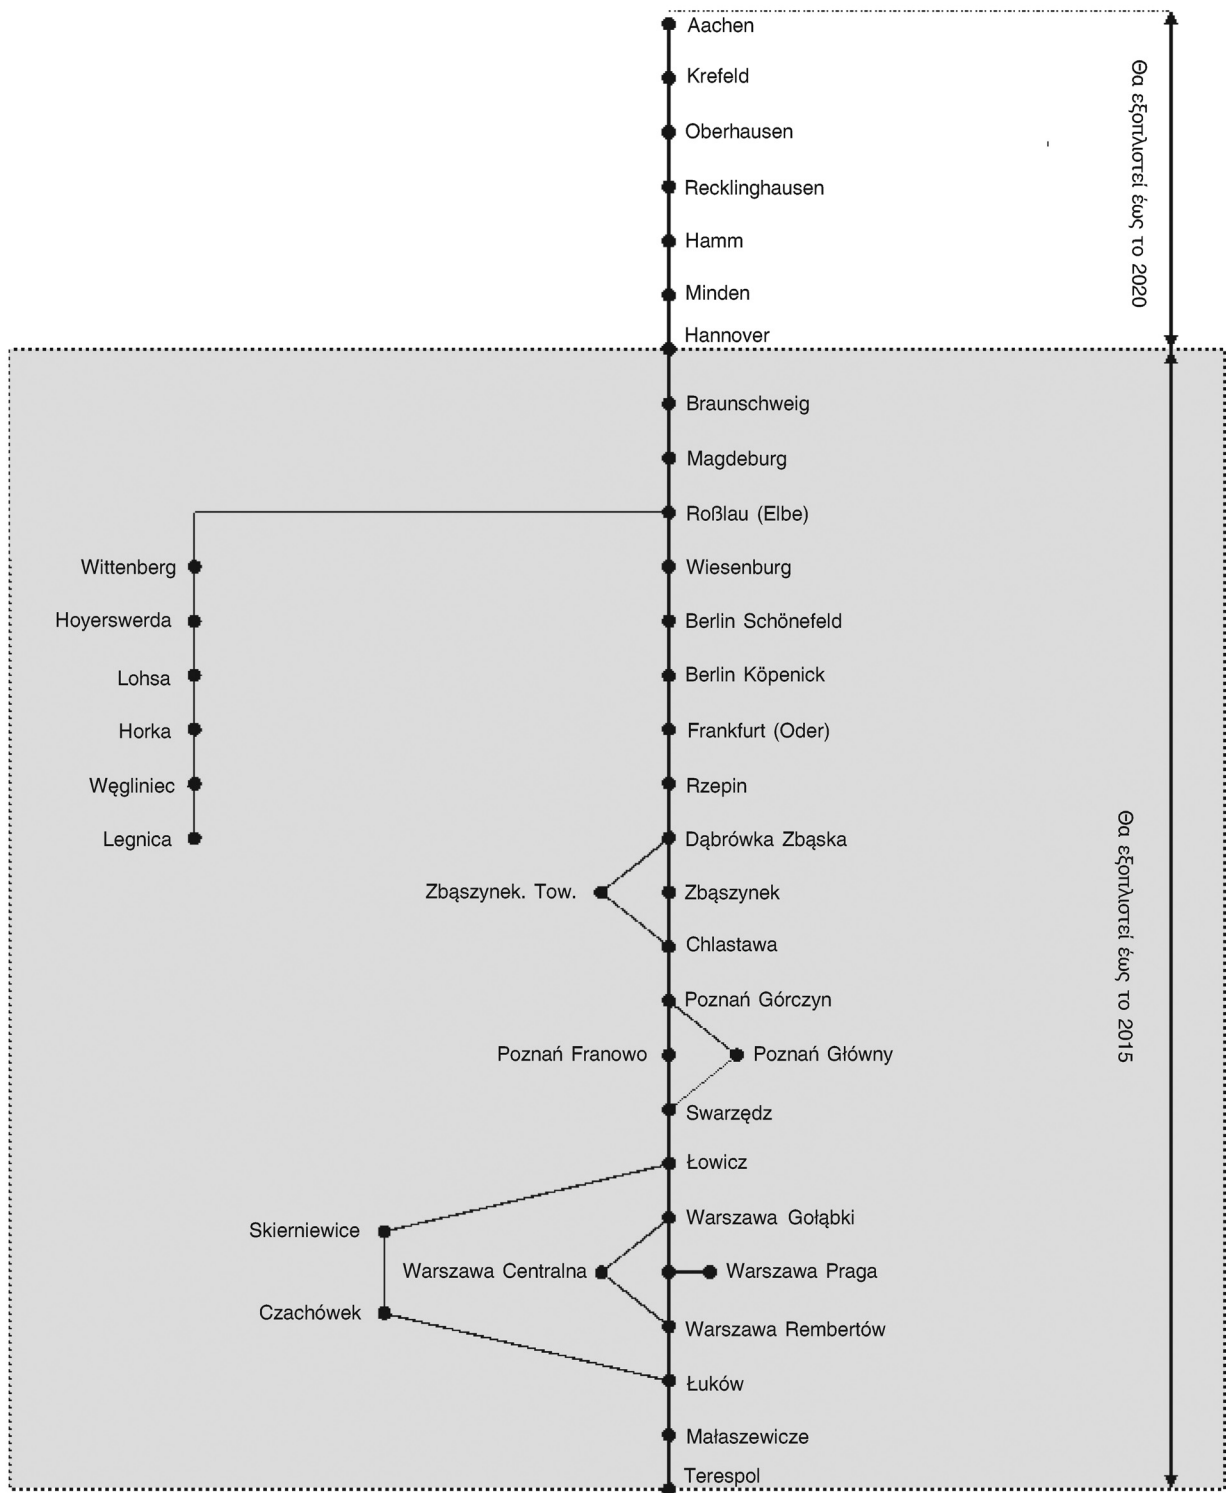 Aachen
Krefeld
Oberhausen
Recklinghausen
Hamm
Minden
Hannover
Θα εξοπλιστεί έως το 2020
Braunschweig
Magdeburg
Roßlau (Elbe)
Wittenberg
Wiesenburg
Hoyerswerda
Berlin Schönefeld
Lohsa
Berlin Köpenick
Horka
Frankfurt (Oder)
Węgliniec
Rzepin
Legnica
Dąbrówka Zbąska
Zbąszynek. Tow.
Zbąszynek
Chlastawa
Poznań Górczyn
Poznań Franowo
Poznań Główny
Swarzędz
Łowicz
Skierniewice
Warszawa Gołąbki
Warszawa Centralna
Warszawa Praga
Czachówek
Warszawa Rembertów
Łuków
Małaszewicze
Terespol
Θα εξοπλιστεί έως το 2015